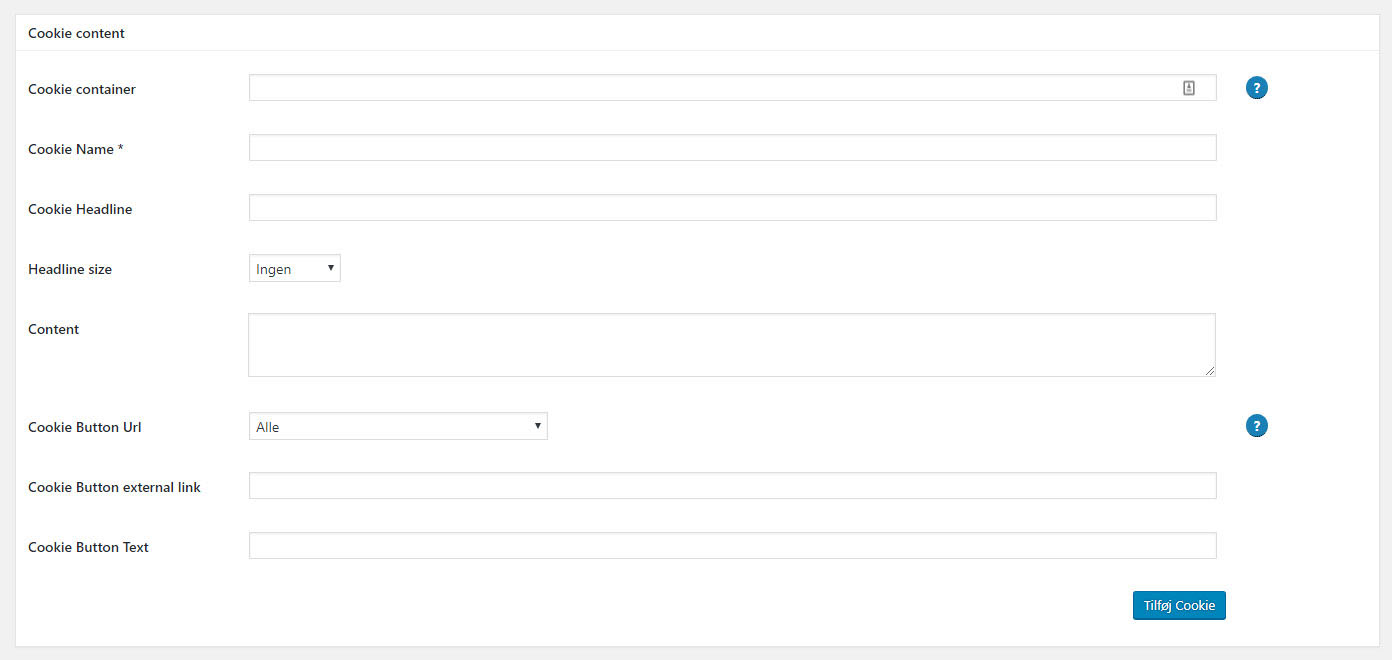 Cookie content
Cookie container
?
Cookie Name *
Cookie Headline
Headline size Ingen
Content
Cookie Button Url Alle
?
Cookie Button external link
Cookie Button Text
Tilføj Cookie